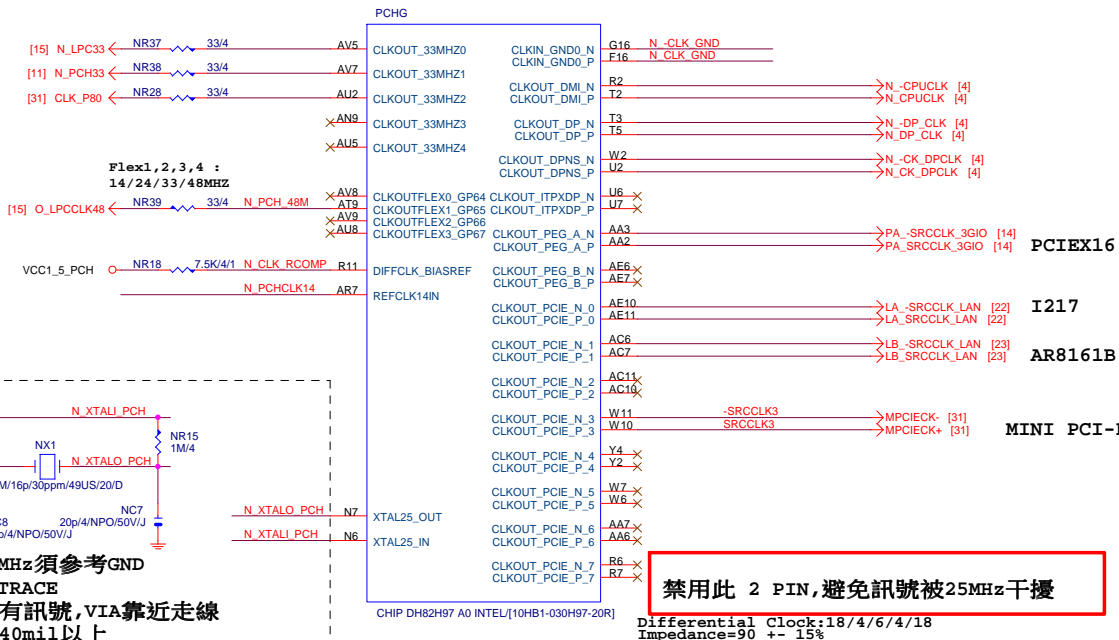 PCHG
[15] N_LPC33 NR37 33/4 AV5 CLKOUT_33MHZ0
[11] N_PCH33 NR38 33/4 AV7 CLKOUT_33MHZ1
[31] CLK_P80 NR28 33/4 AU2 CLKOUT_33MHZ2
AN9 CLKOUT_33MHZ3
AU5 CLKOUT_33MHZ4
Flex1,2,3,4 :
14/24/33/48MHZ
AV8 CLKOUTFLEX0_GP64
[15] O_LPCCLK48 NR39 33/4 N_PCH_48M AT9 CLKOUTFLEX1_GP65
AV9 CLKOUTFLEX2_GP66
AU8 CLKOUTFLEX3_GP67
VCC1_5_PCH NR18 7.5K/4/1 N_CLK_RCOMP R11 DIFFCLK_BIASREF
N_PCHCLK14 AR7 REFCLK14IN
N_XTALO_PCH N7 XTAL25_OUT
N_XTALI_PCH N6 XTAL25_IN
CLKIN_GND0_N G16 N_-CLK_GND
CLKIN_GND0_P F16 N_CLK_GND
CLKOUT_DMI_N R2 N_-CPUCLK [4]
CLKOUT_DMI_P T2 N_CPUCLK [4]
CLKOUT_DP_N T3 N_-DP_CLK [4]
CLKOUT_DP_P T5 N_DP_CLK [4]
CLKOUT_DPNS_N W2 N_-CK_DPCLK [4]
CLKOUT_DPNS_P U2 N_CK_DPCLK [4]
CLKOUT_ITPXDP_N U6
CLKOUT_ITPXDP_P U7
CLKOUT_PEG_A_N AA3 PA_-SRCCLK_3GIO [14]
CLKOUT_PEG_A_P AA2 PA_SRCCLK_3GIO [14]
PCIEX16
CLKOUT_PEG_B_N AE6
CLKOUT_PEG_B_P AE7
CLKOUT_PCIE_N_0 AE10 LA_-SRCCLK_LAN [22]
CLKOUT_PCIE_P_0 AE11 LA_SRCCLK_LAN [22]
I217
CLKOUT_PCIE_N_1 AC6 LB_-SRCCLK_LAN [23]
CLKOUT_PCIE_P_1 AC7 LB_SRCCLK_LAN [23]
AR8161B
CLKOUT_PCIE_N_2 AC11
CLKOUT_PCIE_P_2 AC10
CLKOUT_PCIE_N_3 W11 -SRCCLK3 MPCIECK- [31]
CLKOUT_PCIE_P_3 W10 SRCCLK3 MPCIECK+ [31]
MINI PCI-
CLKOUT_PCIE_N_4 Y4
CLKOUT_PCIE_P_4 Y2
CLKOUT_PCIE_N_5 W7
CLKOUT_PCIE_P_5 W6
CLKOUT_PCIE_N_6 AA7
CLKOUT_PCIE_P_6 AA6
CLKOUT_PCIE_N_7 R6
CLKOUT_PCIE_P_7 R7
CHIP DH82H97 A0 INTEL/[10HB1-030H97-20R]
禁用此 2 PIN,避免訊號被25MHz干擾
Differential Clock:18/4/6/4/18
Impedance=90 +- 15%
N_XTALI_PCH
NR15
1M/4
NX1
N_XTALO_PCH
M/16p/30ppm/49US/20/D
NC7
20p/4/NPO/50V/J
8
p/4/NPO/50V/J
MHz須參考GND
TRACE
有訊號,VIA靠近走線
40mil以上